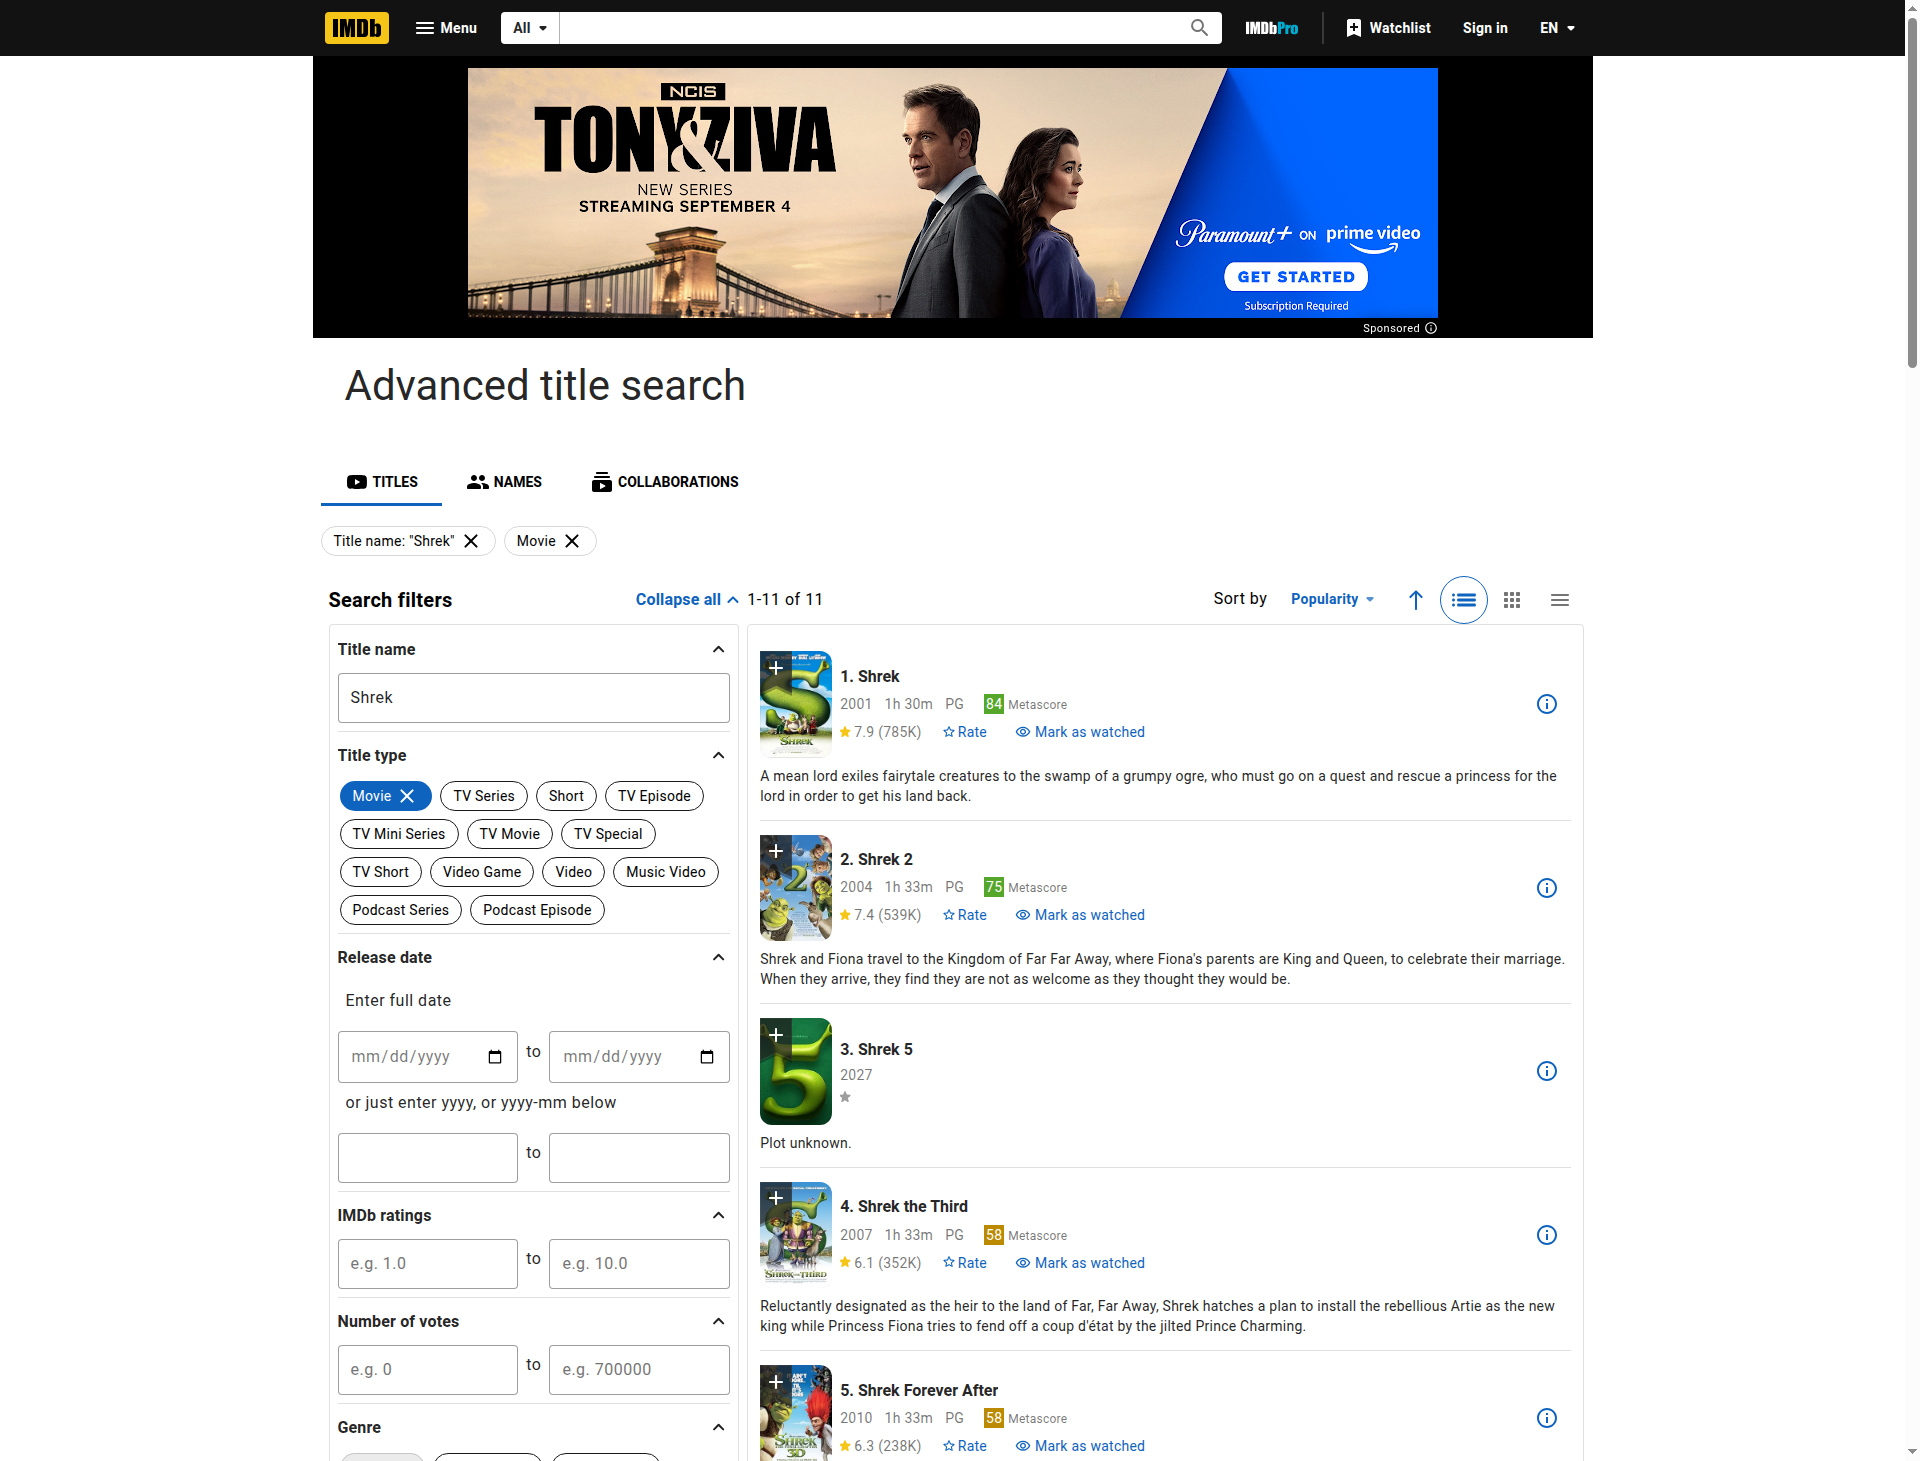 IMDb Menu All IMDbPro Watchlist Sign in EN
NCIS
TONY & ZIVA
NEW SERIES
STREAMING SEPTEMBER 4
Paramount+ ON prime video
GET STARTED
Subscription Required
Sponsored
Advanced title search
TITLES NAMES COLLABORATIONS
Title name: "Shrek" Movie
Search filters Collapse all 1-11 of 11 Sort by Popularity
Title name
Shrek
Title type
Movie TV Series Short TV Episode
TV Mini Series TV Movie TV Special
TV Short Video Game Video Music Video
Podcast Series Podcast Episode
Release date
Enter full date
mm/dd/yyyy to mm/dd/yyyy
or just enter yyyy, or yyyy-mm below
to
IMDb ratings
e.g. 1.0 to e.g. 10.0
Number of votes
e.g. 0 to e.g. 700000
Genre
SHREK
1. Shrek
2001 1h 30m PG 84 Metascore
7.9 (785K) Rate Mark as watched
A mean lord exiles fairytale creatures to the swamp of a grumpy ogre, who must go on a quest and rescue a princess for the
lord in order to get his land back.
2
2. Shrek 2
2004 1h 33m PG 75 Metascore
7.4 (539K) Rate Mark as watched
Shrek and Fiona travel to the Kingdom of Far Far Away, where Fiona's parents are King and Queen, to celebrate their marriage.
When they arrive, they find they are not as welcome as they thought they would be.
5
3. Shrek 5
2027
Plot unknown.
SHREK THE THIRD
4. Shrek the Third
2007 1h 33m PG 58 Metascore
6.1 (352K) Rate Mark as watched
Reluctantly designated as the heir to the land of Far, Far Away, Shrek hatches a plan to install the rebellious Artie as the new
king while Princess Fiona tries to fend off a coup d'état by the jilted Prince Charming.
SHREK
3D
5. Shrek Forever After
2010 1h 33m PG 58 Metascore
6.3 (238K) Rate Mark as watched